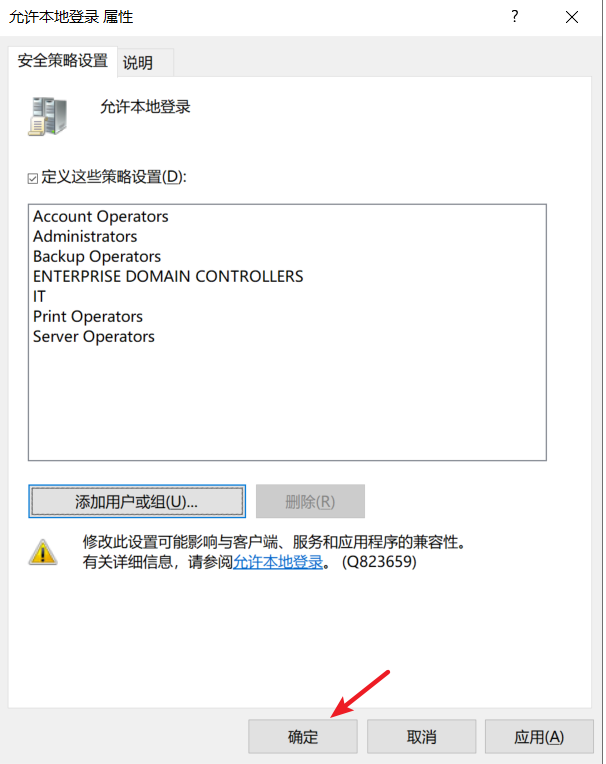 允许本地登录 属性
?
安全策略设置
说明
允许本地登录
定义这些策略设置(D):
Account Operators
Administrators
Backup Operators
ENTERPRISE DOMAIN CONTROLLERS
IT
Print Operators
Server Operators
添加用户或组(U)...
删除(R)
修改此设置可能影响与客户端、服务和应用程序的兼容性。
有关详细信息，请参阅允许本地登录。 (Q823659)
确定
取消
应用(A)